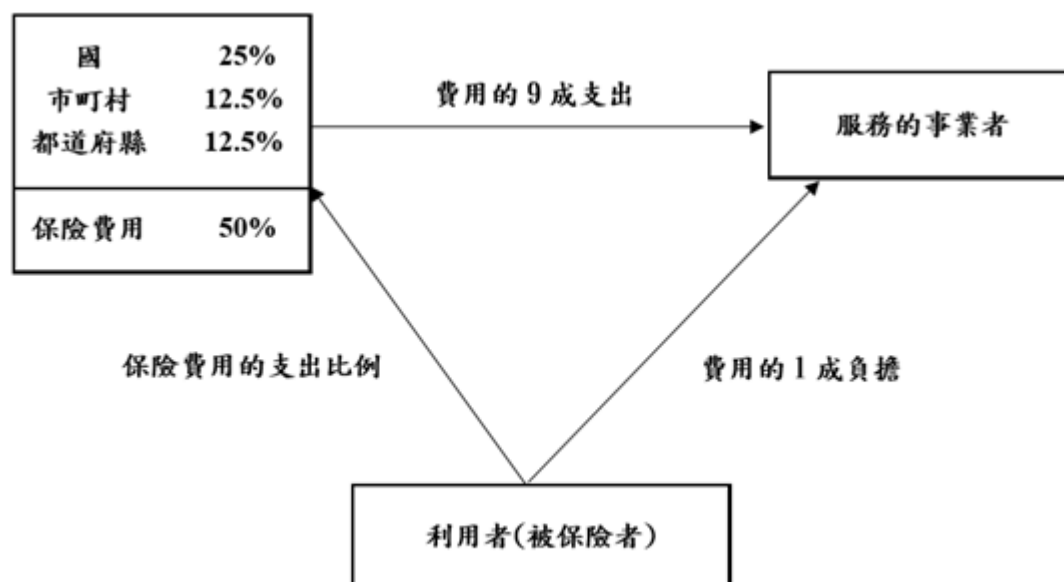 國 25%
市町村 12.5%
都道府縣 12.5%
保險費用 50%
費用的9成支出
服務的事業者
保險費用的支出比例
費用的1成負擔
利用者(被保險者)